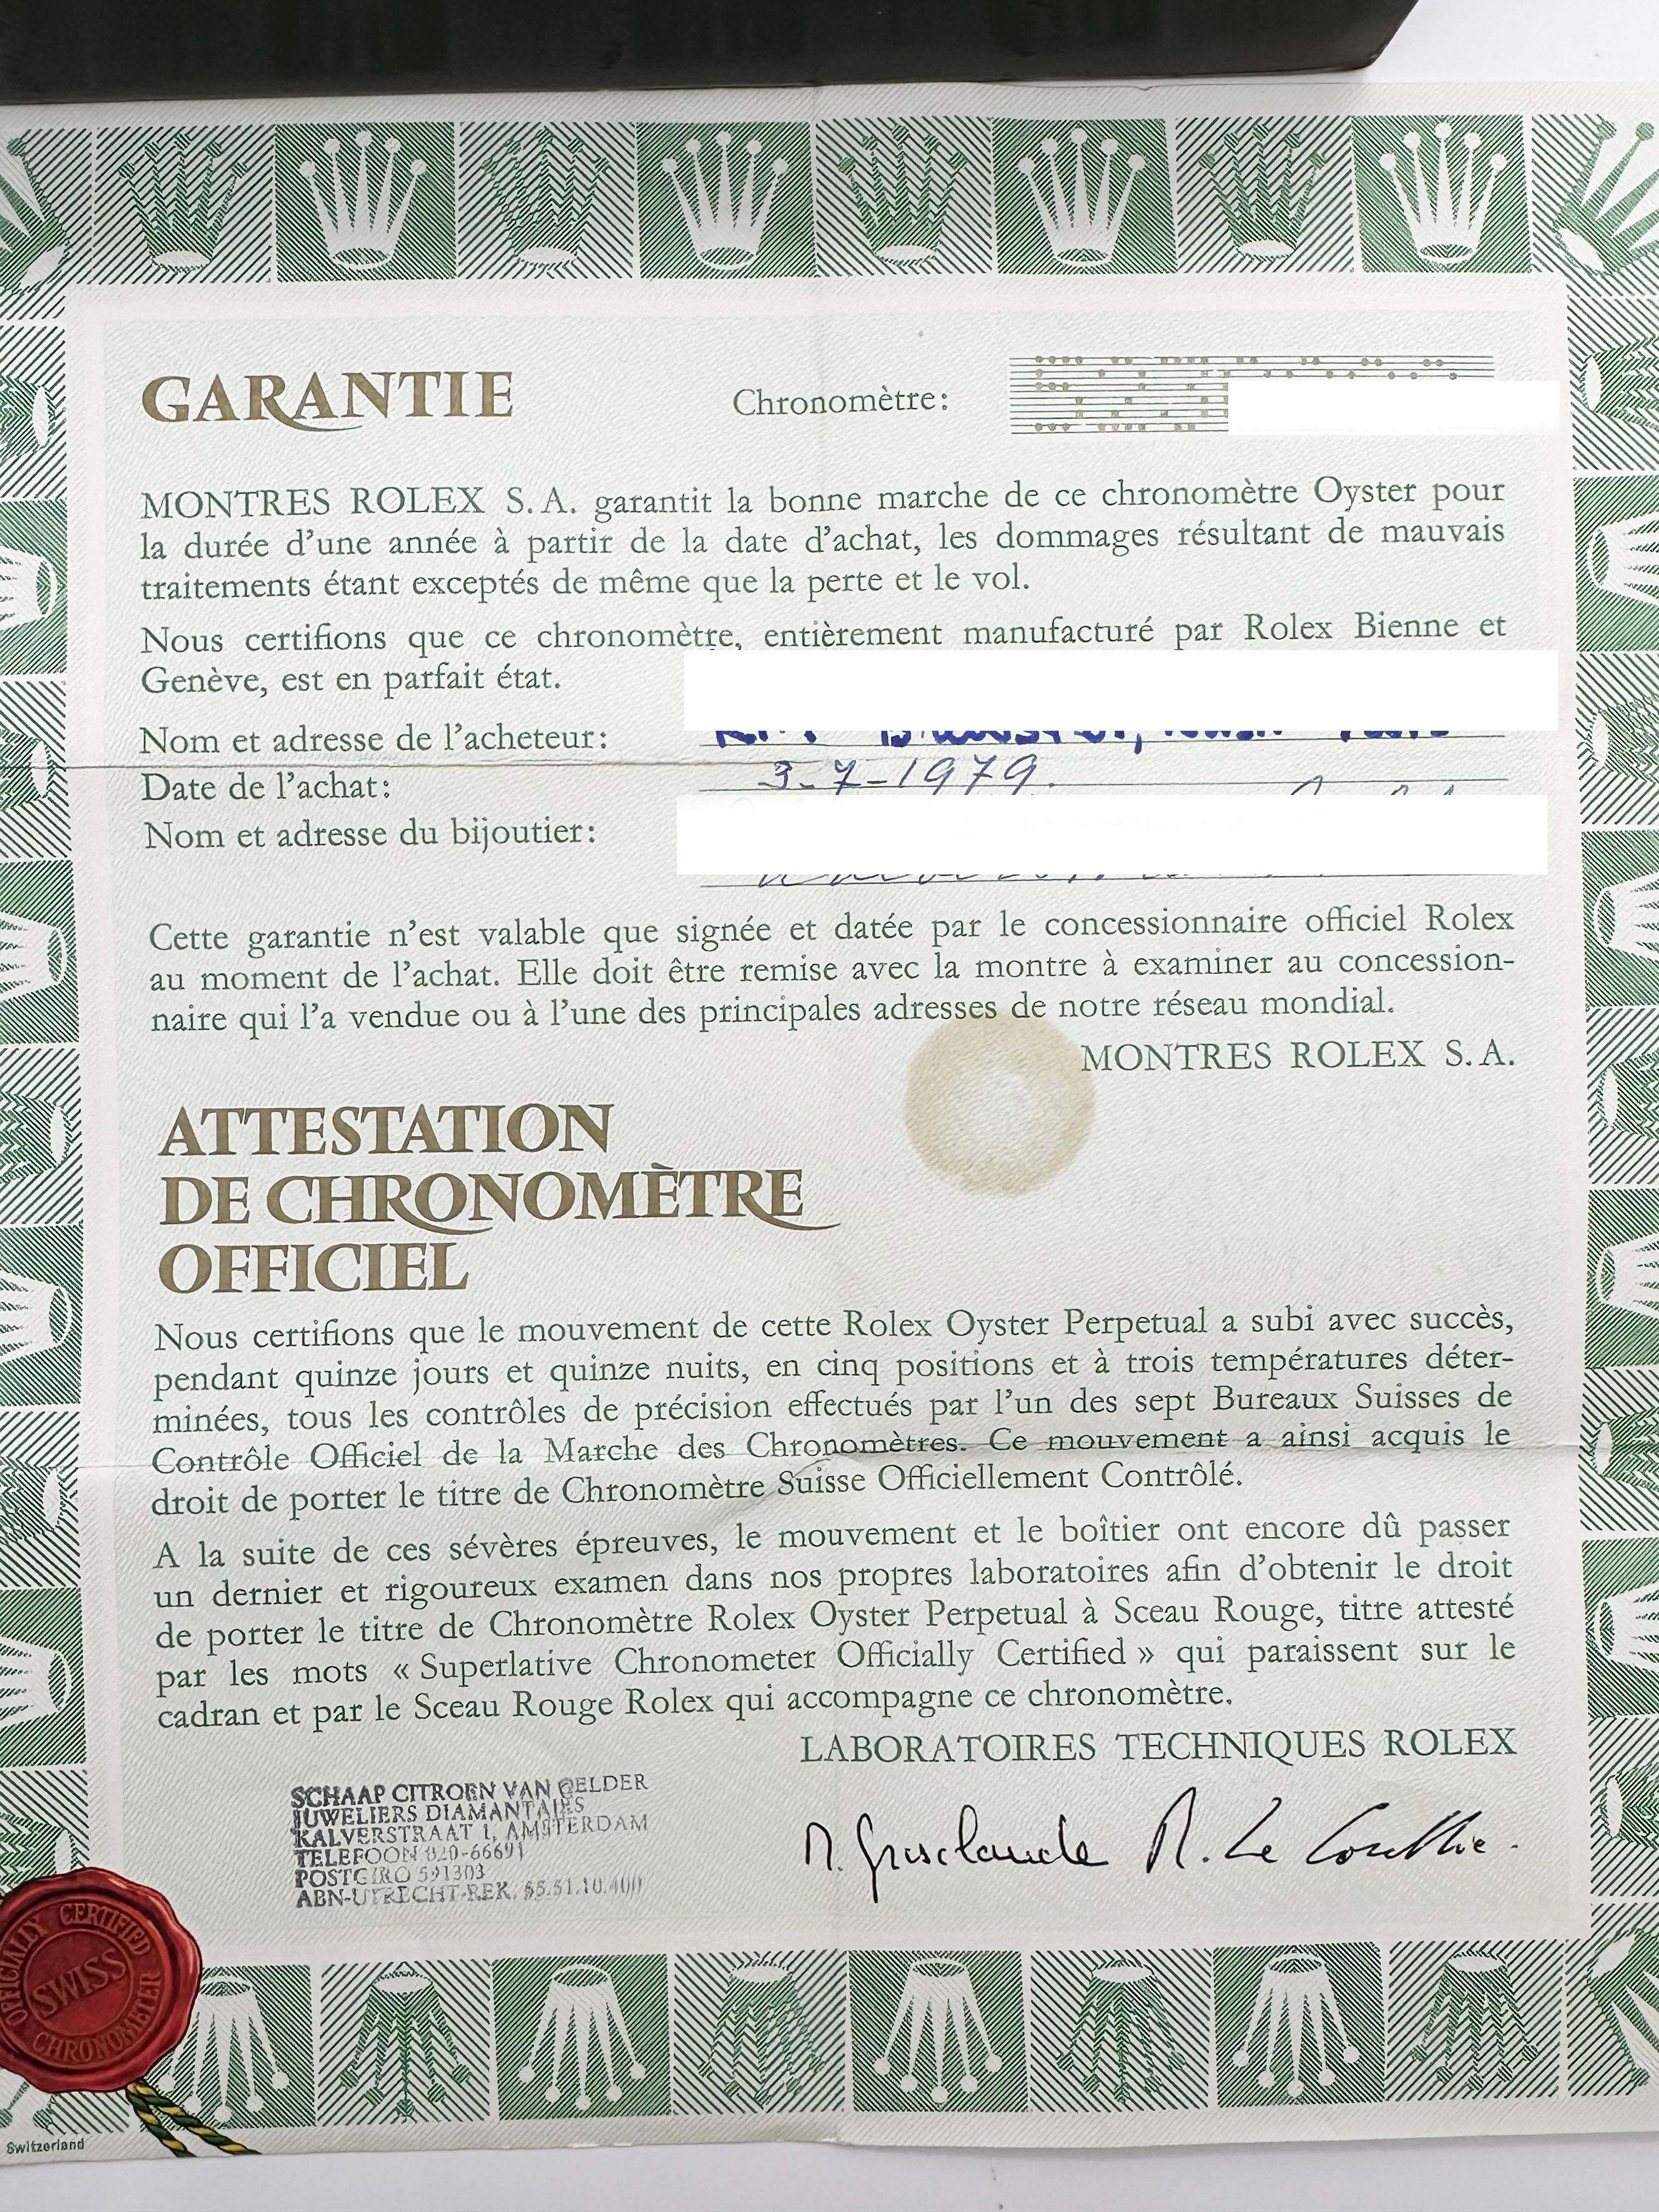 GARANTIE
Chronomètre:
MONTRES ROLEX S.A. garantit la bonne marche de ce chronomètre Oyster pour
la durée d'une année à partir de la date d'achat, les dommages résultant de mauvais
traitements étant exceptés de même que la perte et le vol.
Nous certifions que ce chronomètre, entièrement manufacturé par Rolex Bienne et
Genève, est en parfait état.
Nom et adresse de l'acheteur:
Date de l'achat: 3-7-1979.
Nom et adresse du bijoutier:
Cette garantie n'est valable que signée et datée par le concessionnaire officiel Rolex
au moment de l'achat. Elle doit être remise avec la montre à examiner au concession-
naire qui l'a vendue ou à l'une des principales adresses de notre réseau mondial.
MONTRES ROLEX S.A.
ATTESTATION
DE CHRONOMÈTRE
OFFICIEL
Nous certifions que le mouvement de cette Rolex Oyster Perpetual a subi avec succès,
pendant quinze jours et quinze nuits, en cinq positions et à trois températures déter-
minées, tous les contrôles de précision effectués par l'un des sept Bureaux Suisses de
Contrôle Officiel de la Marche des Chronomètres. Ce mouvement a ainsi acquis le
droit de porter le titre de Chronomètre Suisse Officiellement Contrôlé.
A la suite de ces sévères épreuves, le mouvement et le boîtier ont encore dû passer
un dernier et rigoureux examen dans nos propres laboratoires afin d'obtenir le droit
de porter le titre de Chronomètre Rolex Oyster Perpetual à Sceau Rouge, titre attesté
par les mots « Superlative Chronometer Officially Certified » qui paraissent sur le
cadran et par le Sceau Rouge Rolex qui accompagne ce chronomètre.
LABORATOIRES TECHNIQUES ROLEX
SCHAAP CITROEN VAN GELDER
JUWELIERS DIAMANTAIRS
KALVERSTRAAT 1, AMSTERDAM
TELEFOON 020-66691
POSTGIRO 591303
ABN-UTRECHT-REK. 55.51.10.400
OFFICIALLY CERTIFIED
SWISS
CHRONOMETER
Switzerland